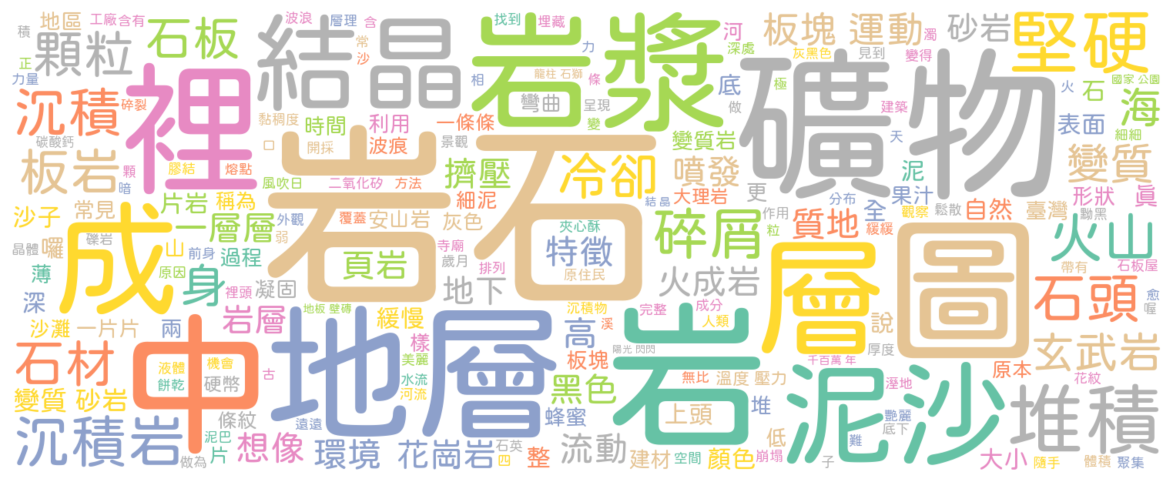 工廠含有
波浪
層理
含
找到
埋藏
力
河
板塊 運動
濁
砂岩
堅硬
地區
積
石板
常
沙
結晶
岩漿
深處
灰黑色
見到
變得
國家 公園
正
顆粒
裡
相
龍柱 石獅
條
底
礦物
極
火
石
海
力量
沉積
碎裂
彎曲
呈現
做
建築
細細
碳酸鈣
黏稠度
時間
利用
一條條
變
變質岩
天
表面
口
開採
波痕
景觀
泥
變質
板岩
顆
膠結
熔點
岩石
擠壓
冷卻
噴發
更
果汁
片岩
暗
風吹日
二氧化矽
方法
結 晶
大理岩
分布
全
鬆散
形狀
真
沙子
常見
稱為
外觀
覆蓋
安山岩
灰色
細泥
夾心酥
碎屑
作用
粒
質地
觀察
緩緩
自然
臺灣
黝黑
成
一層層
弱
寺廟
特徵
層
圖
火山
晶體
礫岩
囉
山
前身
過程
頁岩
歲月
排列
原住民
火成岩
帶有
石板屋
薄
原因
身
凝固
地下
石頭
深
裡頭
地板 壁磚
沉積物
完整
成分
愈
喔
沙灘
一片片
兩
岩層
緩慢
樣
高
溪
人類
說
石材
中
地層
岩
泥沙
堆積
液體
機會
美麗
陽光 閃閃
厚度
玄武岩
餅乾
硬幣
古
水流
河流
板塊
千百萬 年
原本
花紋
變質 砂岩
黑色
無比
溫度
壓力
溼地
條紋
遠遠
蜂蜜
上頭
堆
艷麗
底下
沉積岩
泥巴
片
想像
環境
花崗岩
石英
四
整
流動
建材
空間
顏色
低
崩塌
難
大小
做為
子
隨手
體積
聚集